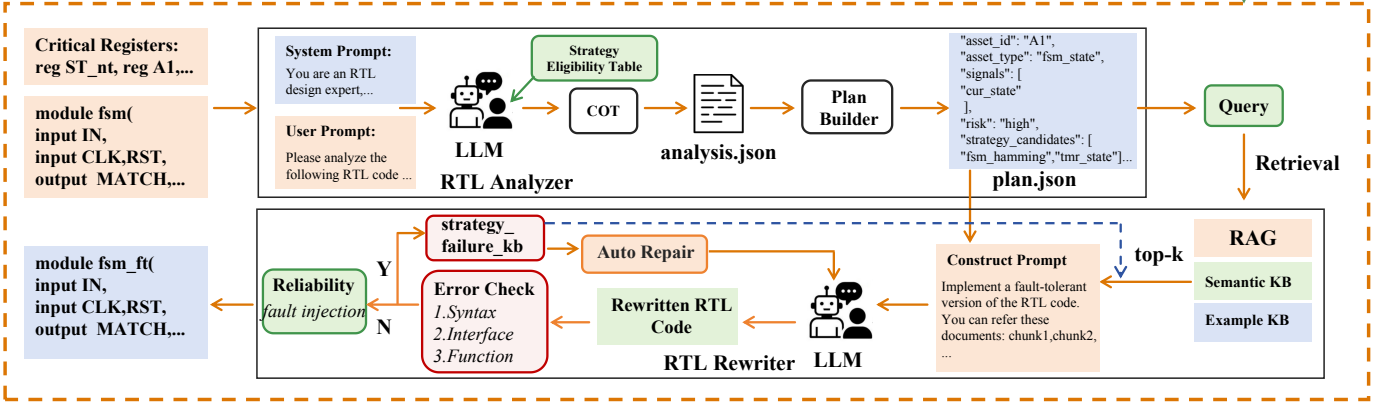 Critical Registers:
reg ST_nt, reg A1,...
module fsm(
input IN,
input CLK,RST,
output  MATCH,...
System Prompt:
You are an RTL
design expert,...
User Prompt:
Please analyze the
following RTL code ...
LLM
RTL Analyzer
Strategy
Eligibility Table
COT
analysis.json
Plan
Builder
"asset_id": "A1",
"asset_type": "fsm_state",
"signals": [
"cur_state"
],
"risk": "high",
"strategy_candidates": [
"fsm_hamming","tmr_state"]...
plan.json
Query
Retrieval
RAG
Semantic KB
Example KB
top-k
Construct Prompt
Implement a fault-tolerant
version of the RTL code.
You can refer these
documents: chunk1,chunk2,
...
LLM
RTL Rewriter
Rewritten RTL
Code
Auto Repair
strategy_
failure_kb
Error Check
1.Syntax
2.Interface
3.Function
Y
N
Reliability
fault injection
module fsm_ft(
input IN,
input CLK,RST,
output  MATCH,...